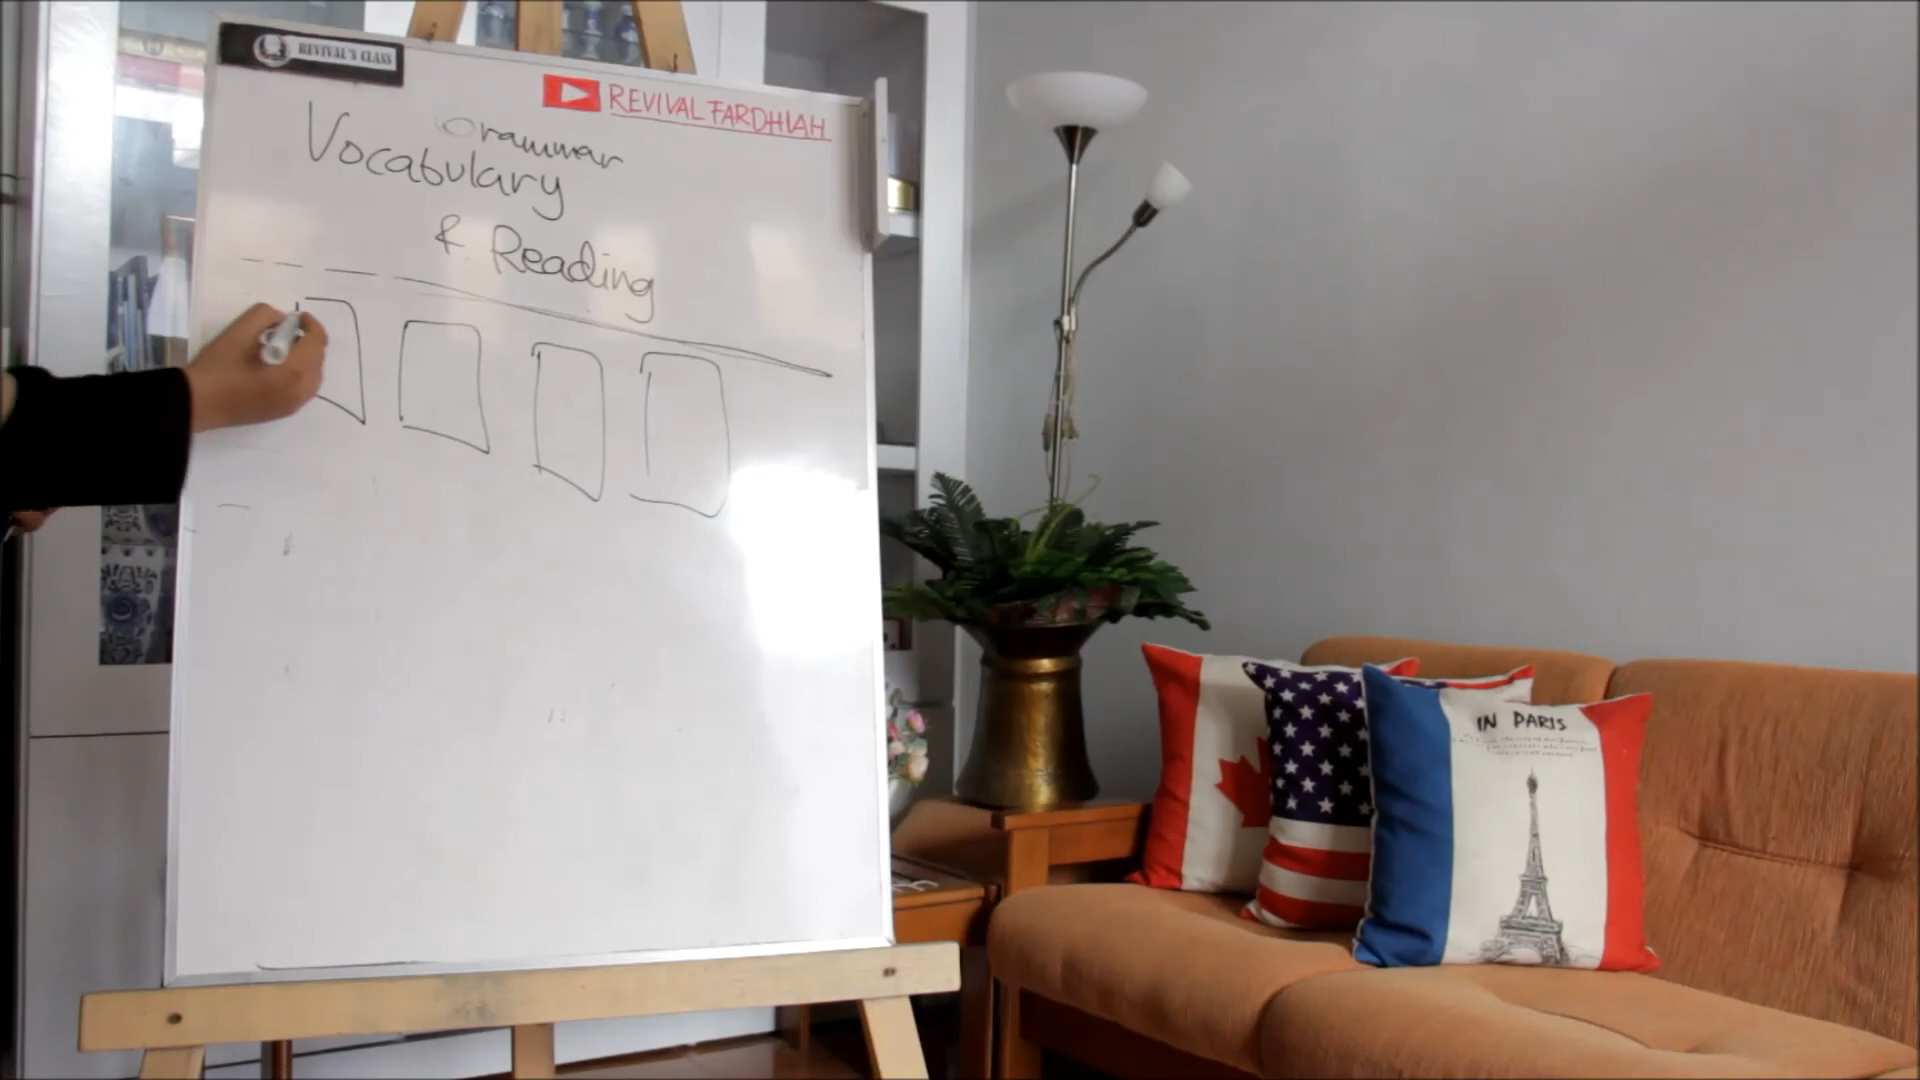 REVIVAL'S CLASS
REVIVAL FARDHIAH
Grammar
Vocabulary
& Reading
IN PARIS